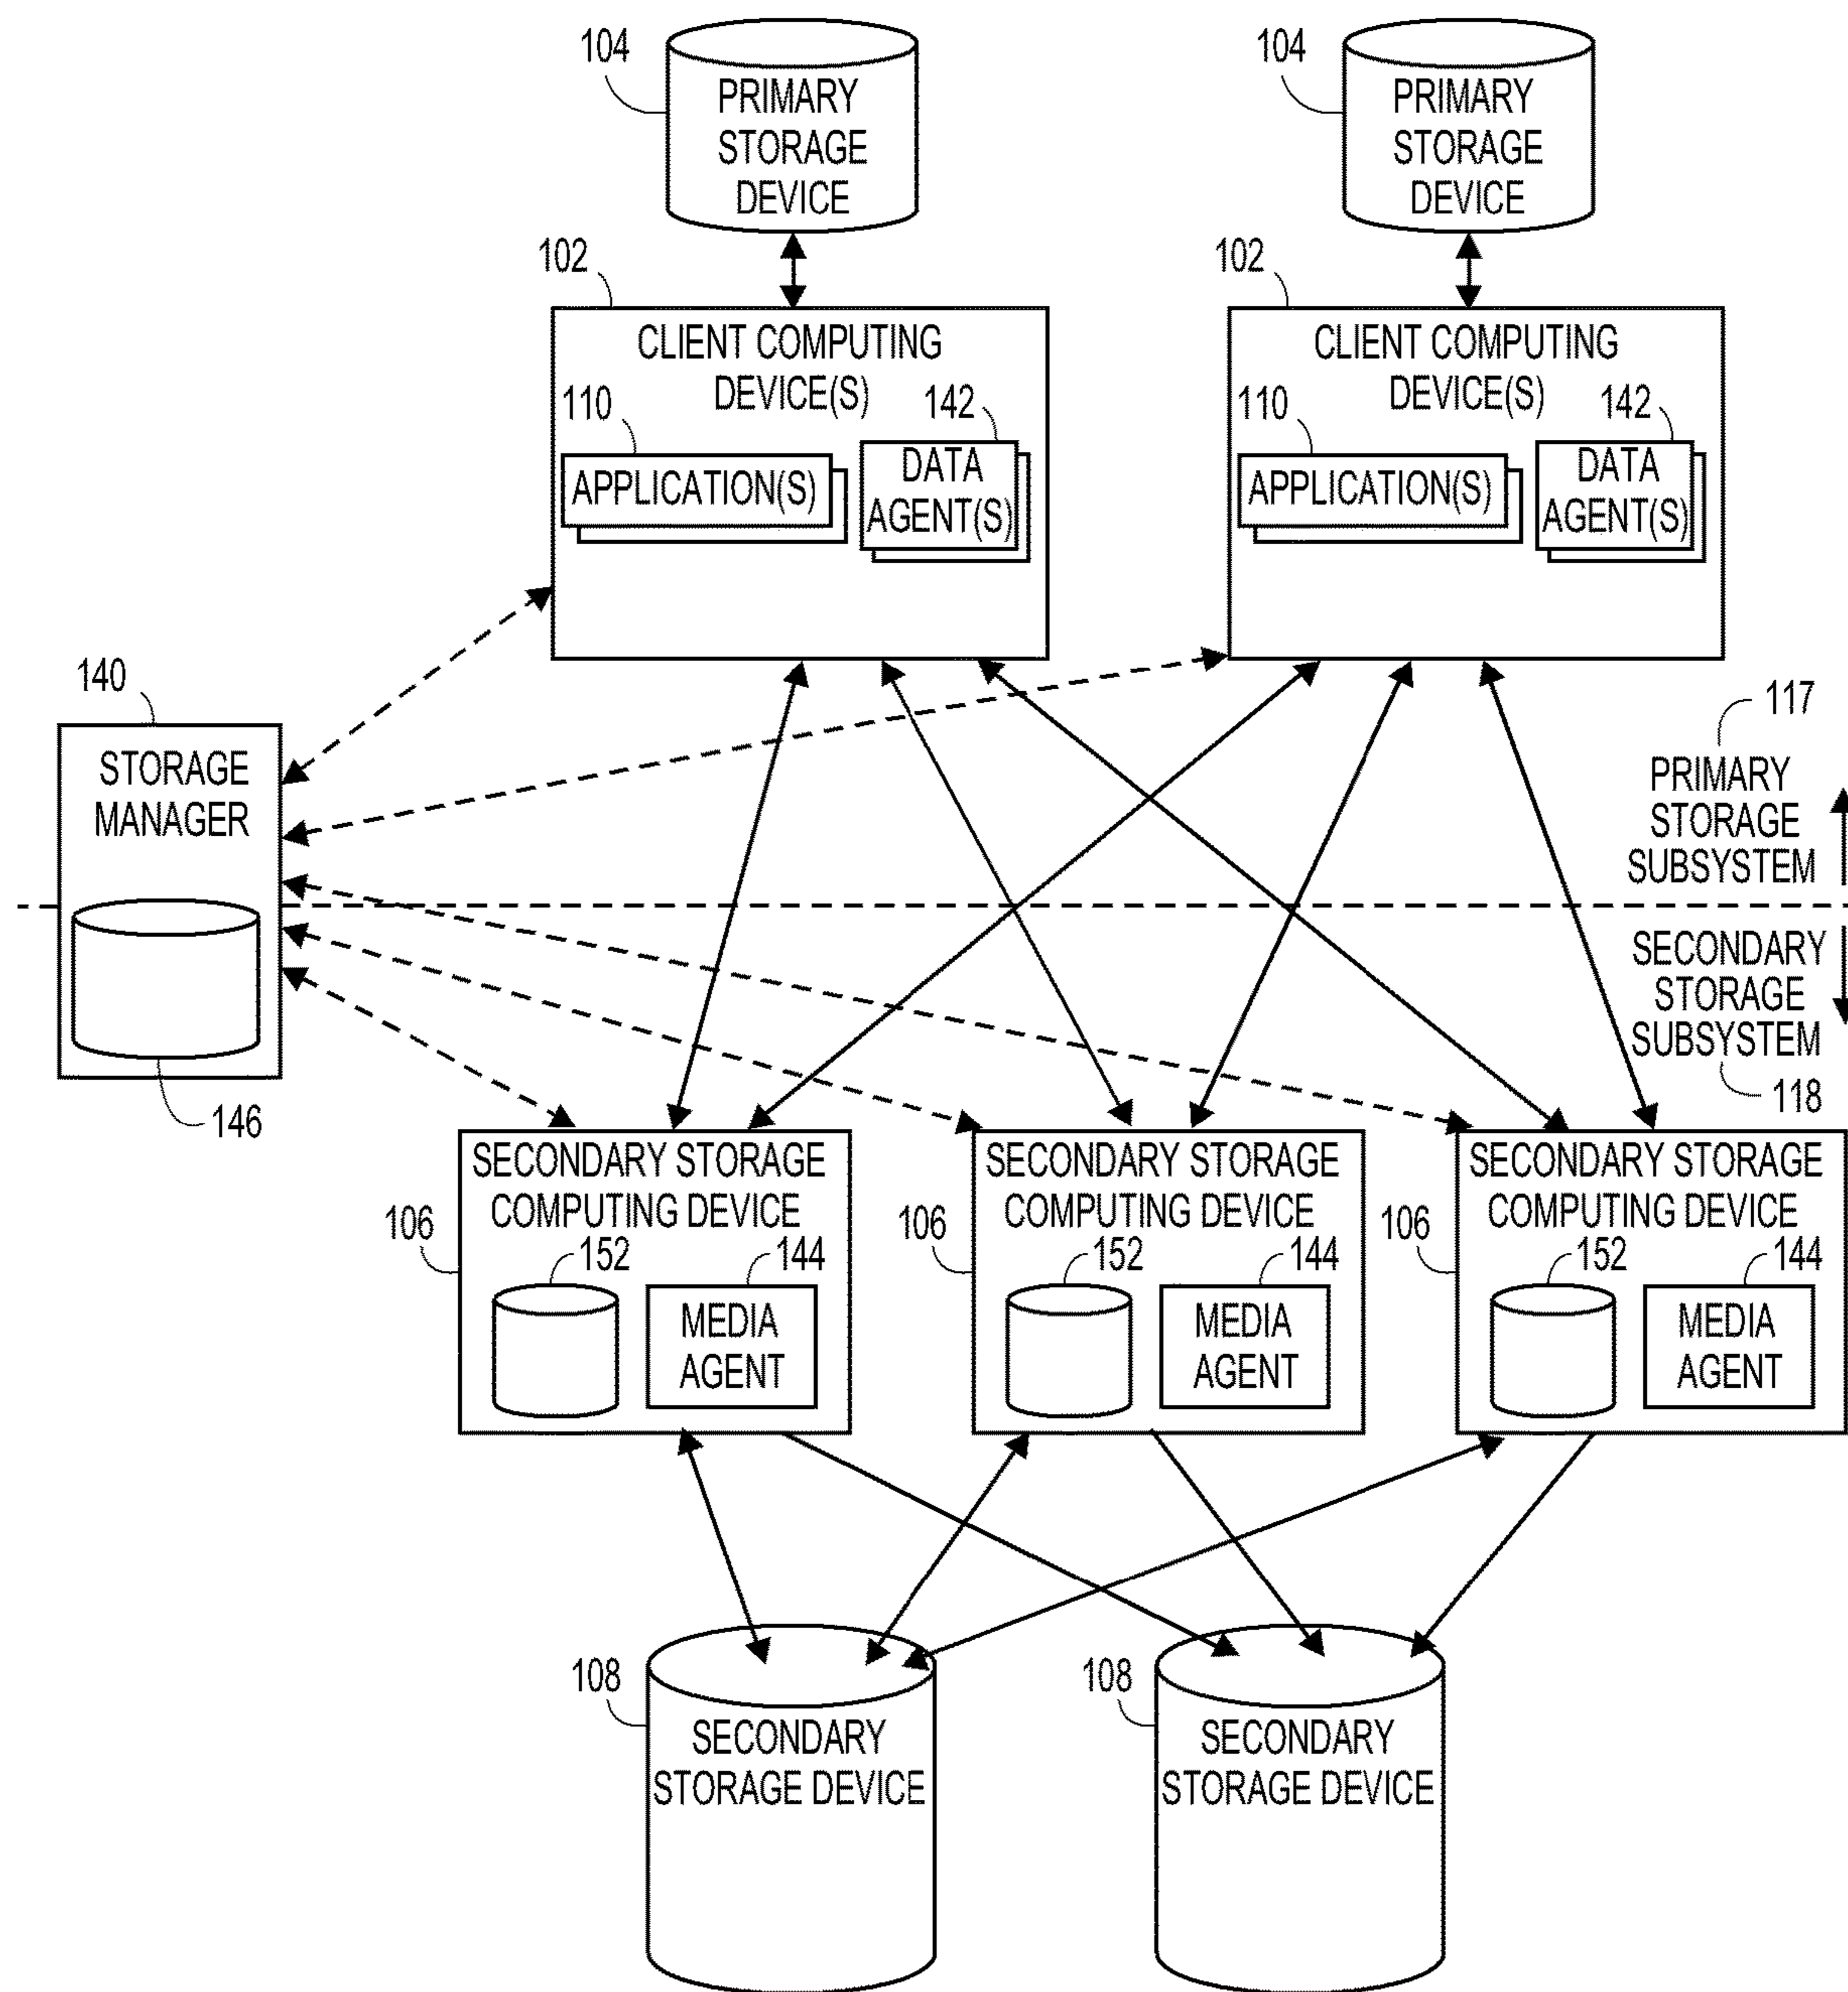 104
PRIMARY
STORAGE
DEVICE
104
PRIMARY
STORAGE
DEVICE
102
CLIENT COMPUTING
DEVICE(S)
110
APPLICATION(S)
142
DATA
AGENT(S)
102
CLIENT COMPUTING
DEVICE(S)
110
APPLICATION(S)
142
DATA
AGENT(S)
140
STORAGE
MANAGER
146
117
PRIMARY
STORAGE
SUBSYSTEM
SECONDARY
STORAGE
SUBSYSTEM
118
106
SECONDARY STORAGE
COMPUTING DEVICE
152
144
MEDIA
AGENT
106
SECONDARY STORAGE
COMPUTING DEVICE
152
144
MEDIA
AGENT
106
SECONDARY STORAGE
COMPUTING DEVICE
152
144
MEDIA
AGENT
108
SECONDARY
STORAGE DEVICE
108
SECONDARY
STORAGE DEVICE